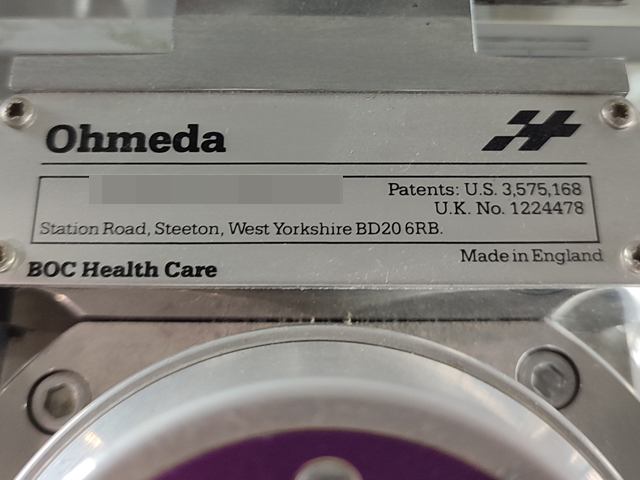 Ohmeda
Patents: U.S. 3,575,168
U.K. No. 1224478
Station Road, Steeton, West Yorkshire BD20 6RB.
Made in England
BOC Health Care